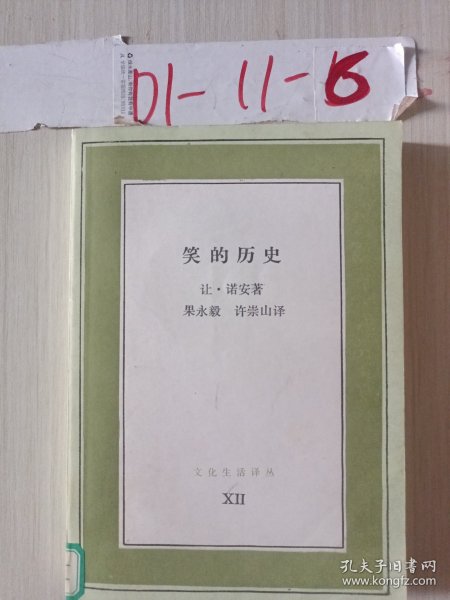 01-11-6
笑的历史
让·诺安著
果永毅 许崇山译
文化生活译丛
XII
孔夫子旧书网
www.kongfz.com